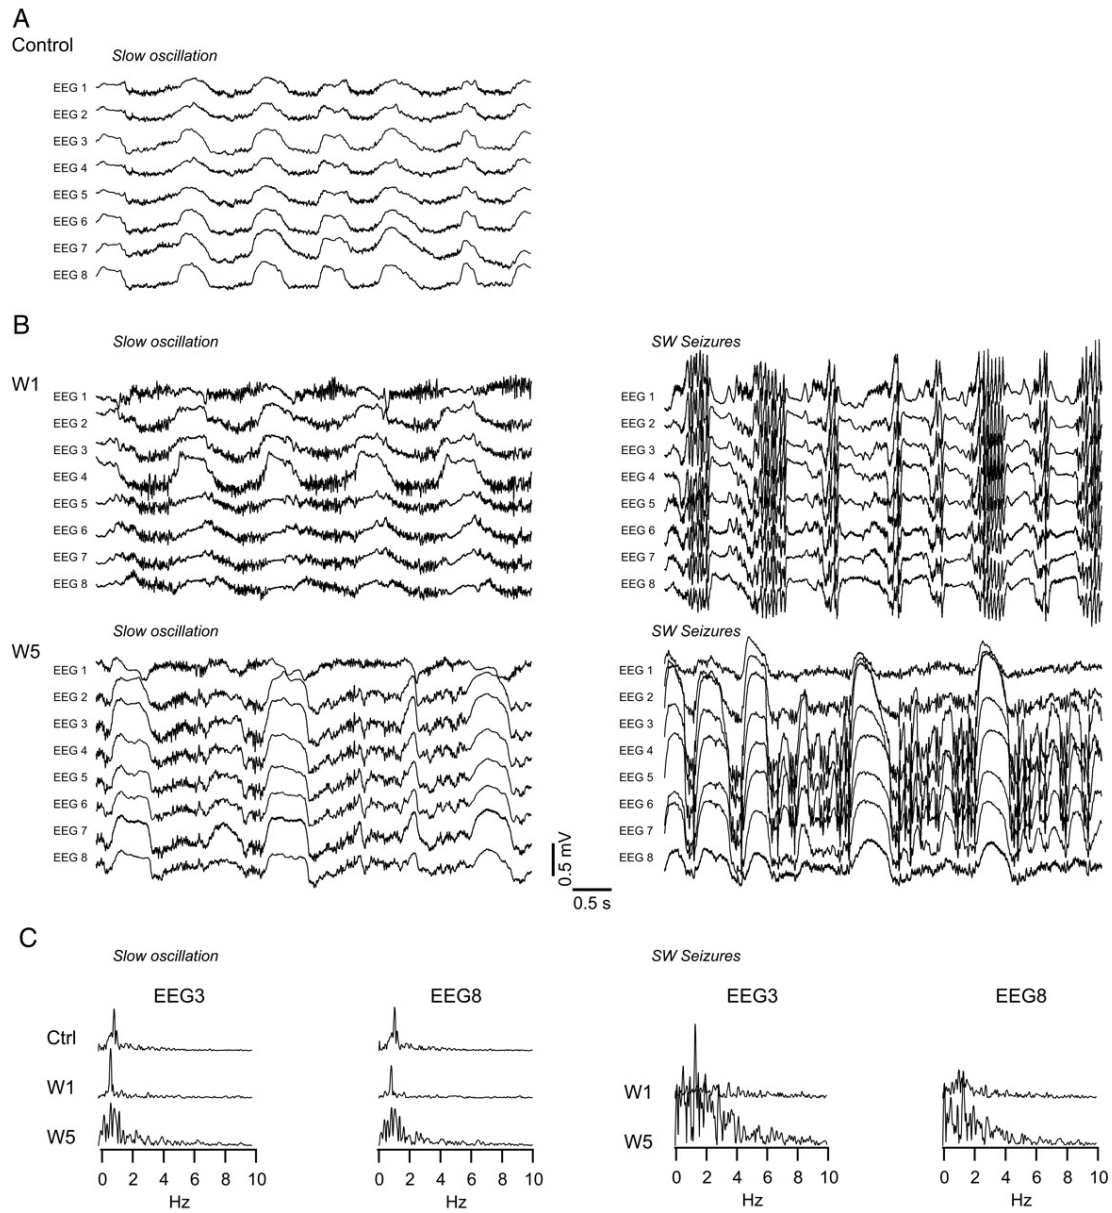 A
Control
Slow oscillation
EEG 1
EEG 2
EEG 3
EEG 4
EEG 5
EEG 6
EEG 7
EEG 8
B
Slow oscillation
SW Seizures
W1
EEG 1
EEG 2
EEG 3
EEG 4
EEG 5
EEG 6
EEG 7
EEG 8
EEG 1
EEG 2
EEG 3
EEG 4
EEG 5
EEG 6
EEG 7
EEG 8
Slow oscillation
SW Seizures
W5
EEG 1
EEG 2
EEG 3
EEG 4
EEG 5
EEG 6
EEG 7
EEG 8
EEG 1
EEG 2
EEG 3
EEG 4
EEG 5
EEG 6
EEG 7
EEG 8
0.5 mV
0.5 s
C
Slow oscillation
SW Seizures
EEG3
EEG8
EEG3
EEG8
Ctrl
W1
W5
W1
W5
0 2 4 6 8 10
Hz
0 2 4 6 8 10
Hz
0 2 4 6 8 10
Hz
0 2 4 6 8 10
Hz